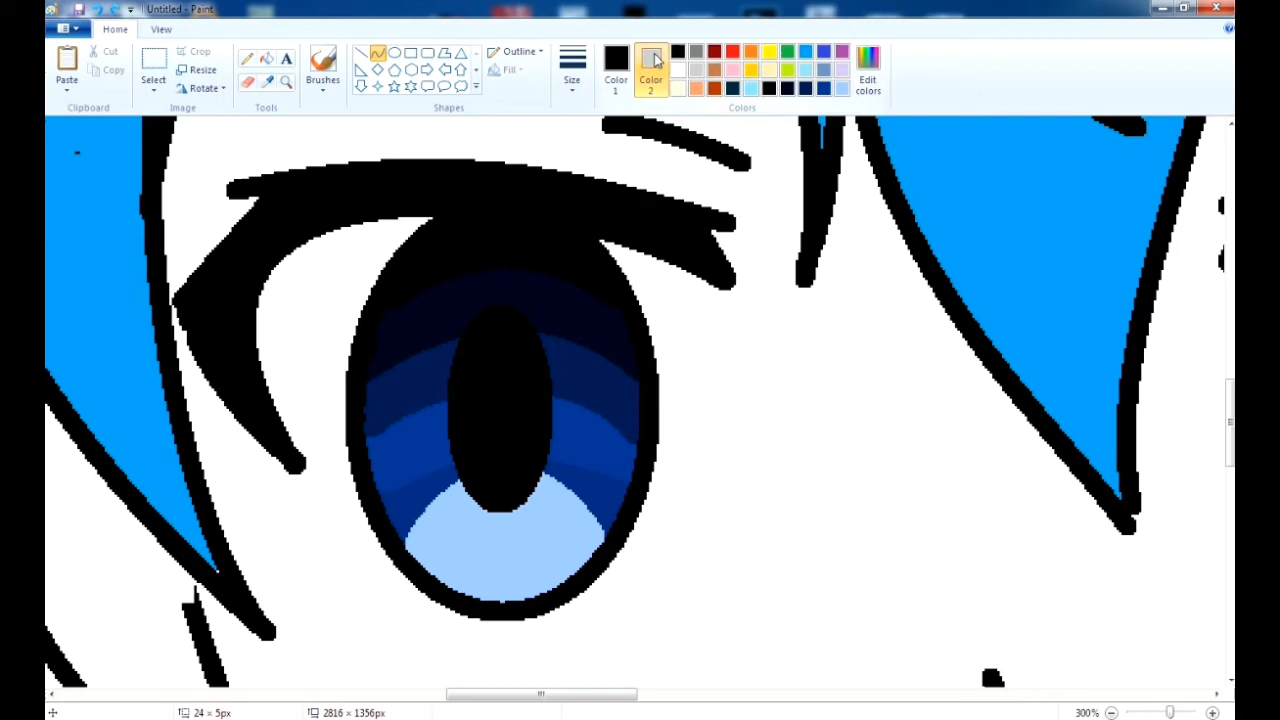 Untitled - Paint
Home View
Paste
Cut
Copy
Clipboard
Select
Crop
Resize
Rotate
Image
A
Tools
Brushes
Outline
Fill
Shapes
Size
Color 1
Color 2
Edit colors
Colors
24 × 5px
2816 × 1356px
300%